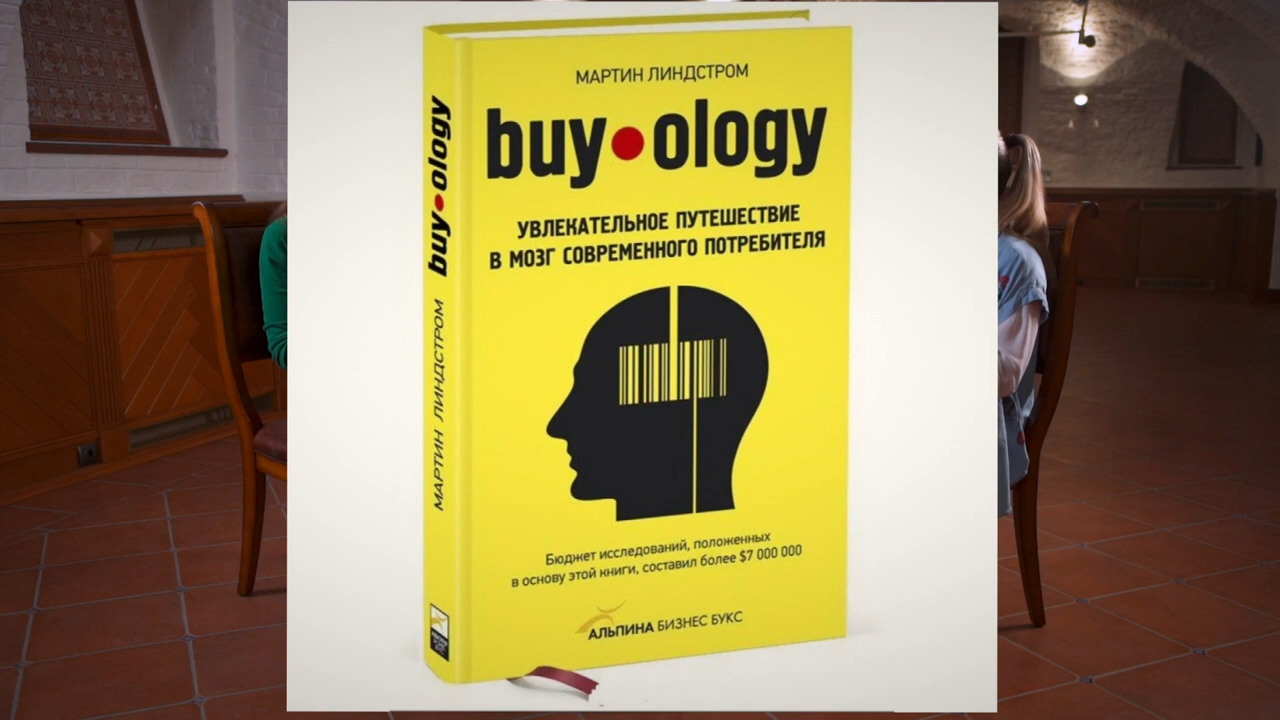 МАРТИН ЛИНДСТРОМ
buy•ology
УВЛЕКАТЕЛЬНОЕ ПУТЕШЕСТВИЕ
В МОЗГ СОВРЕМЕННОГО ПОТРЕБИТЕЛЯ
Бюджет исследований, положенных
в основу этой книги, составил более $7 000 000
АЛЬПИНА БИЗНЕС БУКС
МАРТИН ЛИНДСТРОМ buy•ology